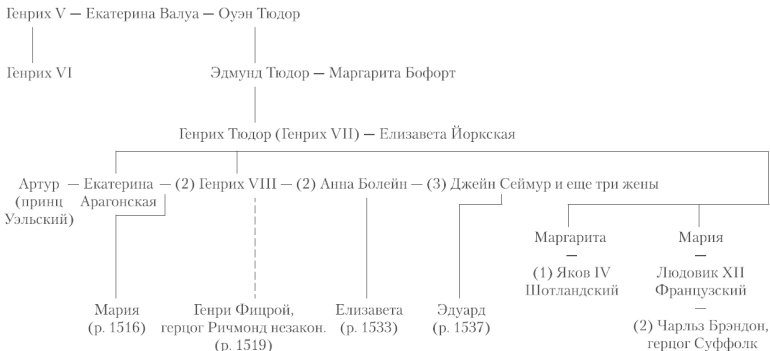 Генрих V — Екатерина Валуа — Оуэн Тюдор
Генрих VI
Эдмунд Тюдор — Маргарита Бофорт
Генрих Тюдор (Генрих VII) — Елизавета Йоркская
Артур — Екатерина — (2) Генрих VIII — (2) Анна Болейн — (3) Джейн Сеймур и еще три жены
(принц Арагонская
Уэльский)
Маргарита
—
(1) Яков IV
Шотландский
Мария
—
Людовик XII
Французский
—
(2) Чарльз Брэндон,
герцог Суффолк
Мария
(р. 1516)
Генри Фицрой,
герцог Ричмонд незакон.
(р. 1519)
Елизавета
(р. 1533)
Эдуард
(р. 1537)